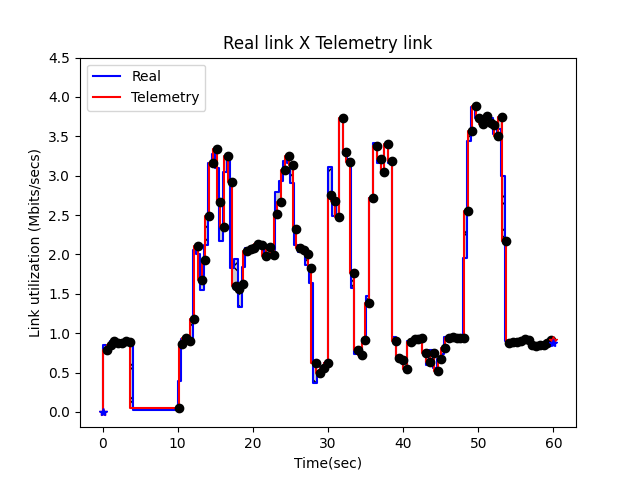 Real link X Telemetry link
Real
Telemetry
Link utilization (Mbits/secs)
4.5
4.0
3.5
3.0
2.5
2.0
1.5
1.0
0.5
0.0
0 10 20 30 40 50 60
Time(sec)